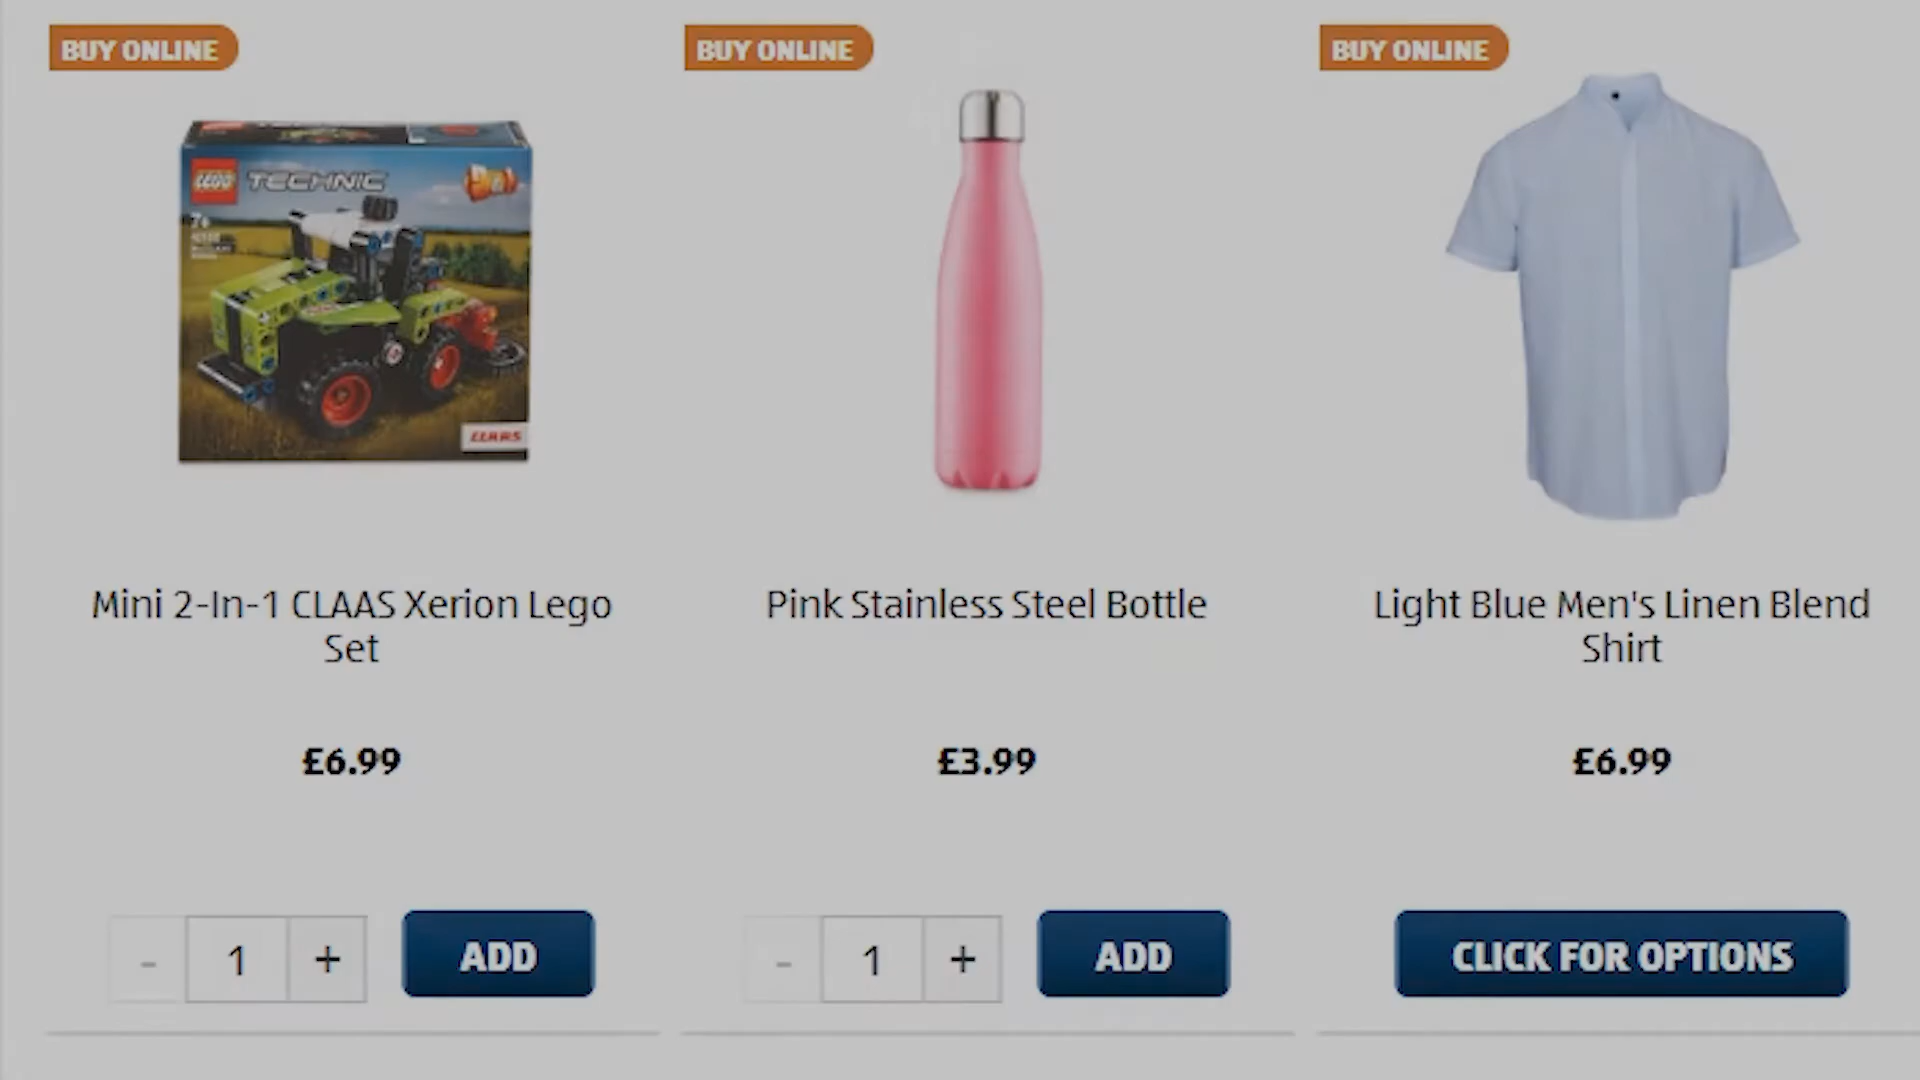 BUY ONLINE
BUY ONLINE
BUY ONLINE
LEGO TECHNIC
7+
CLAAS
Mini 2-In-1 CLAAS Xerion Lego
Set
Pink Stainless Steel Bottle
Light Blue Men's Linen Blend
Shirt
£6.99
£3.99
£6.99
- 1 + ADD
- 1 + ADD
CLICK FOR OPTIONS